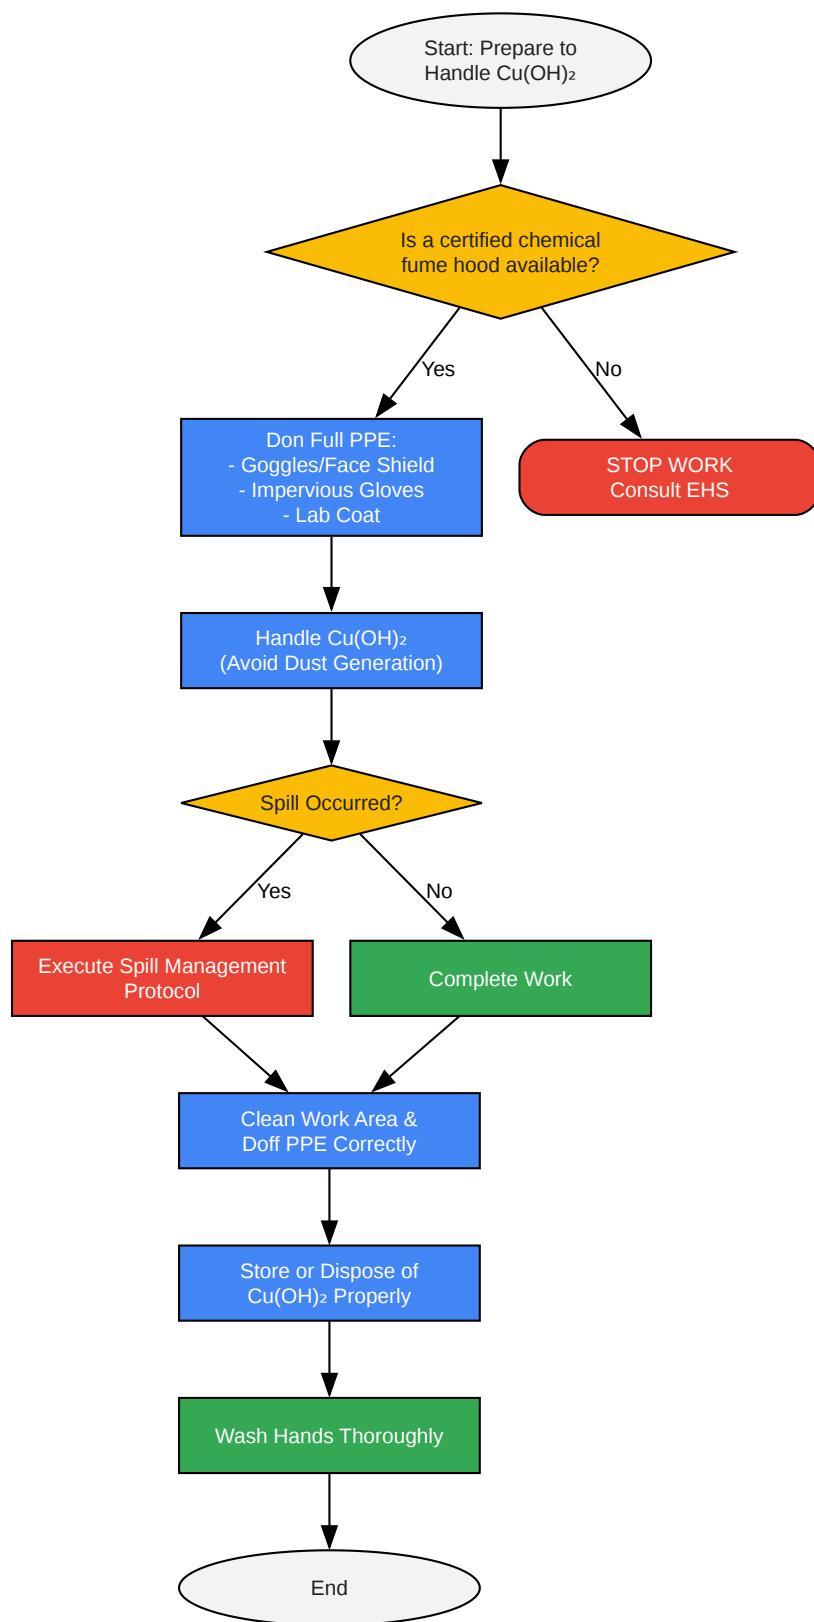 Start: Prepare to
Handle Cu(OH)₂
Is a certified chemical
fume hood available?
Yes
No
Don Full PPE:
- Goggles/Face Shield
- Impervious Gloves
- Lab Coat
STOP WORK
Consult EHS
Handle Cu(OH)₂
(Avoid Dust Generation)
Spill Occurred?
Yes
No
Execute Spill Management
Protocol
Complete Work
Clean Work Area &
Doff PPE Correctly
Store or Dispose of
Cu(OH)₂ Properly
Wash Hands Thoroughly
End